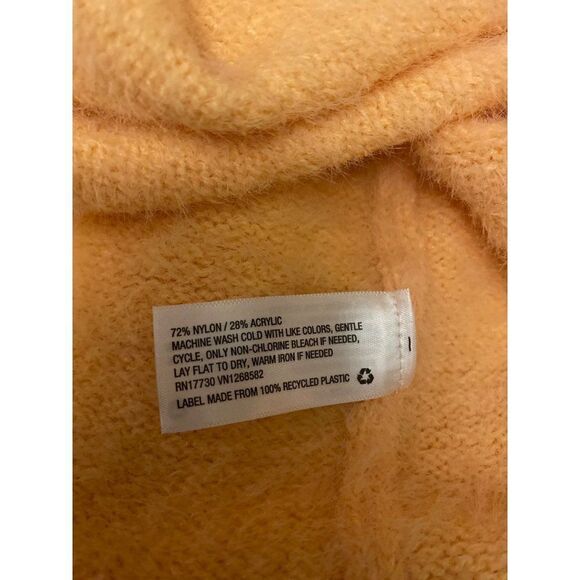 72% NYLON / 28% ACRYLIC
MACHINE WASH COLD WITH LIKE COLORS, GENTLE
CYCLE, ONLY NON-CHLORINE BLEACH IF NEEDED,
LAY FLAT TO DRY, WARM IRON IF NEEDED
RN17730 VN1268582
LABEL MADE FROM 100% RECYCLED PLASTIC